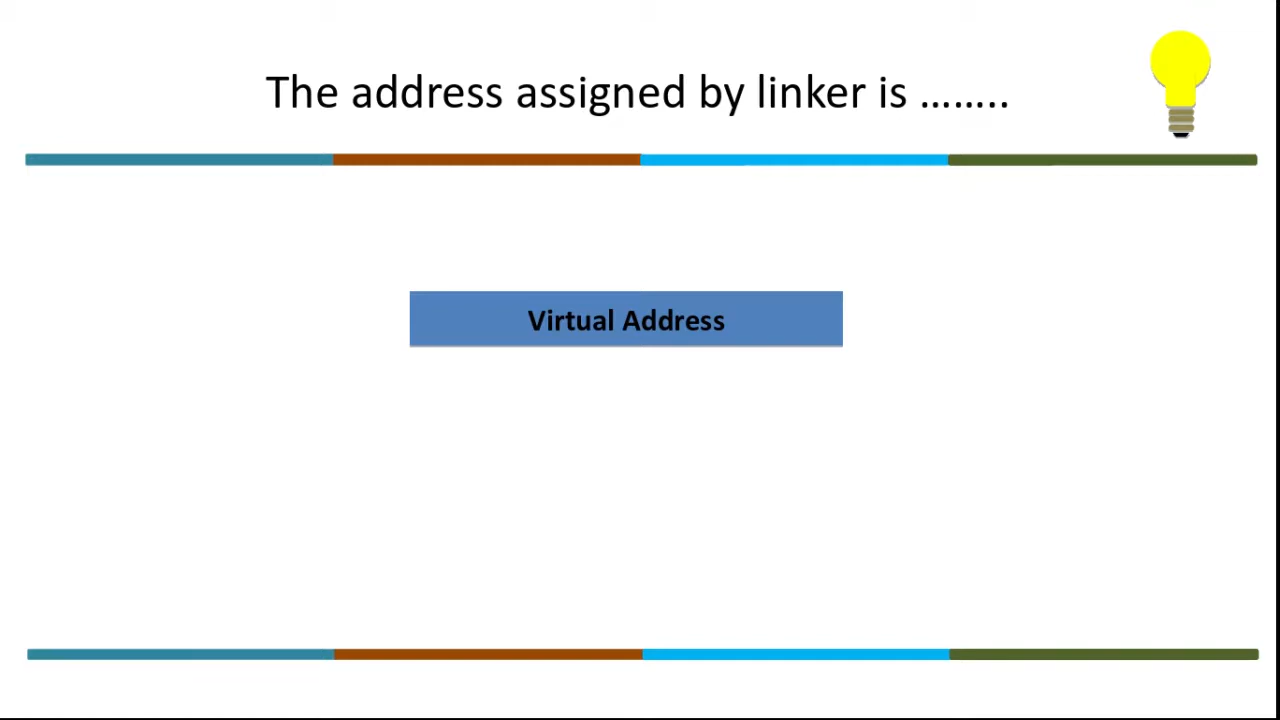 The address assigned by linker is ……..
Virtual Address